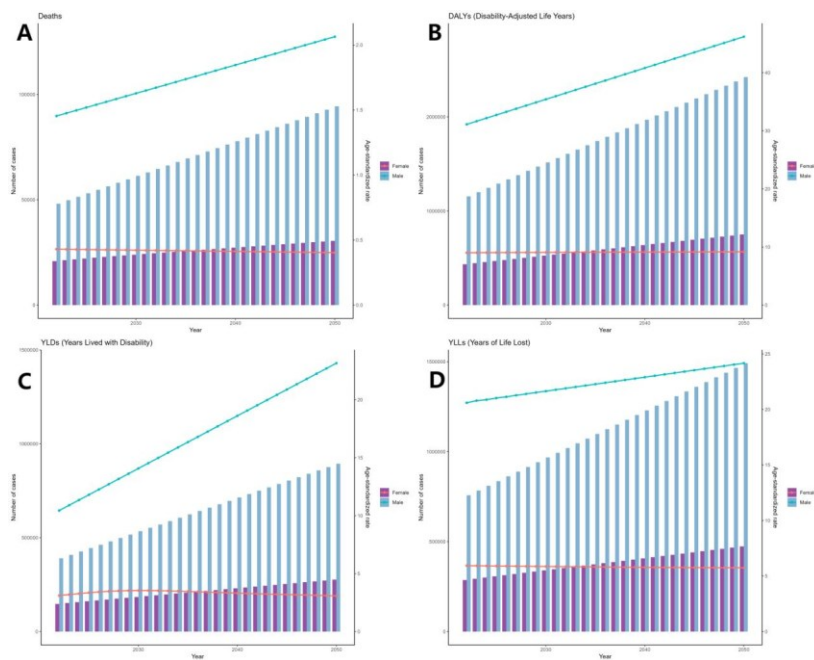 A
Deaths
Number of cases
100000
50000
0
2.0
1.5
1.0
0.5
0.0
Age-standardized rate
Female
Male
2030
2040
2050
Year
B
DALYs (Disability-Adjusted Life Years)
Number of cases
2000000
1000000
0
40
30
20
10
0
Age-standardized rate
Female
Male
2030
2040
2050
Year
C
YLDs (Years Lived with Disability)
Number of cases
1500000
1000000
500000
0
20
15
10
5
0
Age-standardized rate
Female
Male
2030
2040
2050
Year
D
YLLs (Years of Life Lost)
Number of cases
1500000
1000000
500000
0
25
20
15
10
5
0
Age-standardized rate
Female
Male
2030
2040
2050
Year